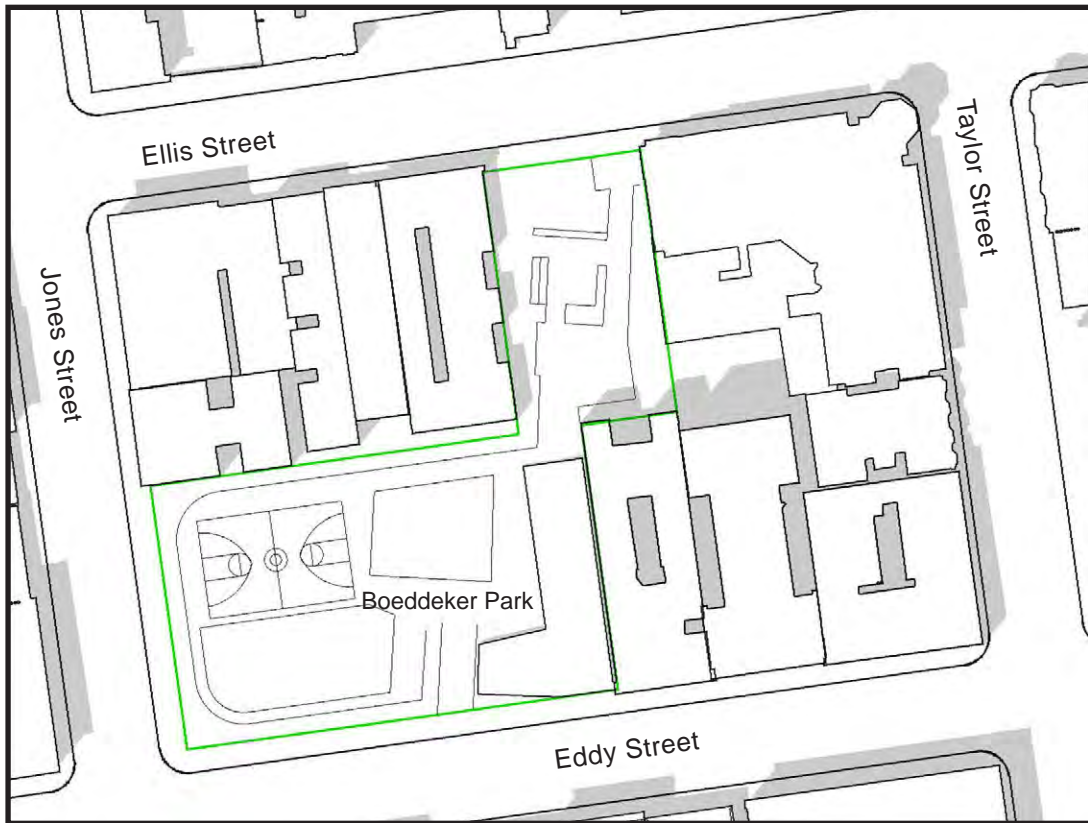 Ellis Street
Taylor Street
Jones Street
Boeddeker Park
Eddy Street